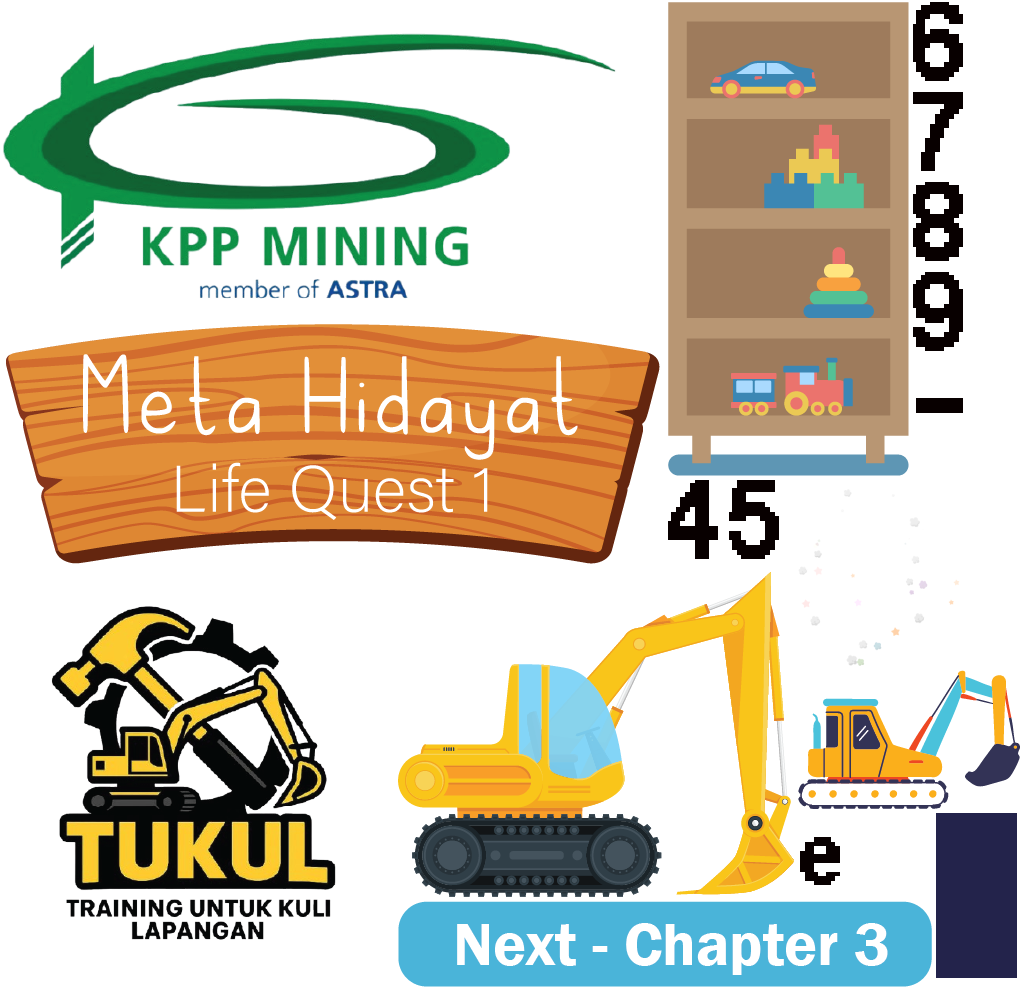 KPP MINING
member of ASTRA
6
7
8
9
-
Meta Hidayat
Life Quest 1
45
TUKUL
TRAINING UNTUK KULI
LAPANGAN
e
Next - Chapter 3